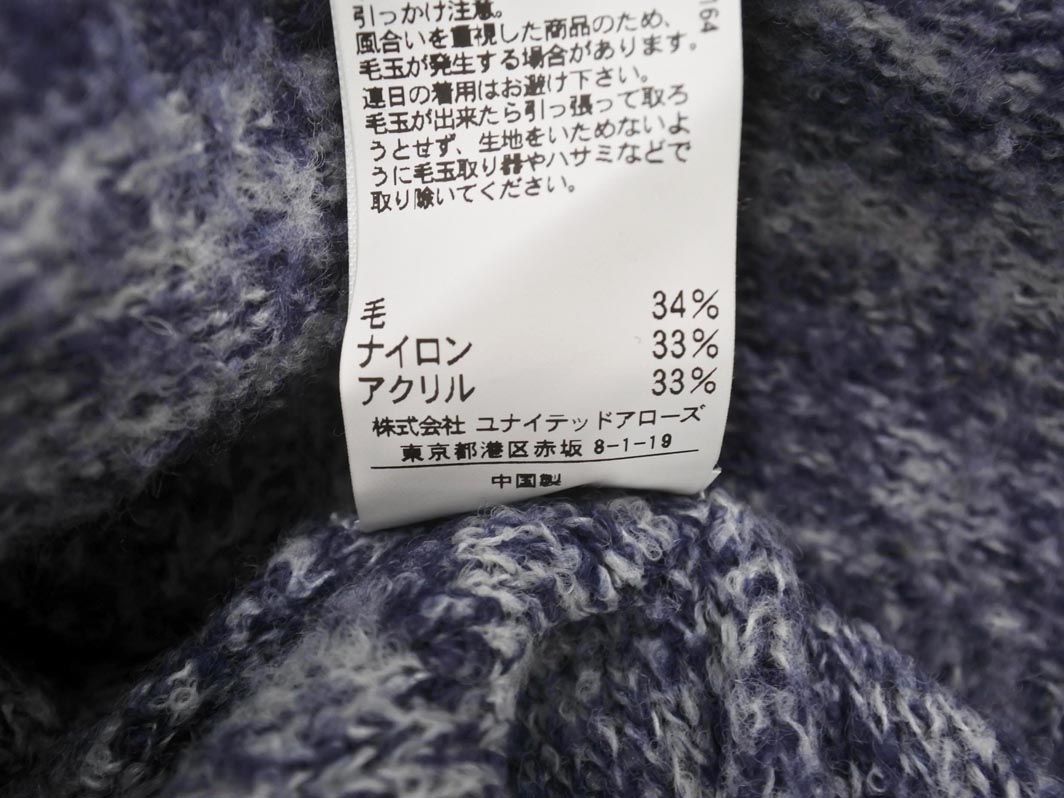 引っかけ注意。
風合いを重視した商品のため、
毛玉が発生する場合があります。
連日の着用はお避け下さい。
毛玉が出来たら引っ張って取ろ
うとせず、生地をいためないよ
うに毛玉取り器やハサミなどで
取り除いてください。
164
毛 34%
ナイロン 33%
アクリル 33%
株式会社 ユナイテッドアローズ
東京都港区赤坂 8-1-19
中国製